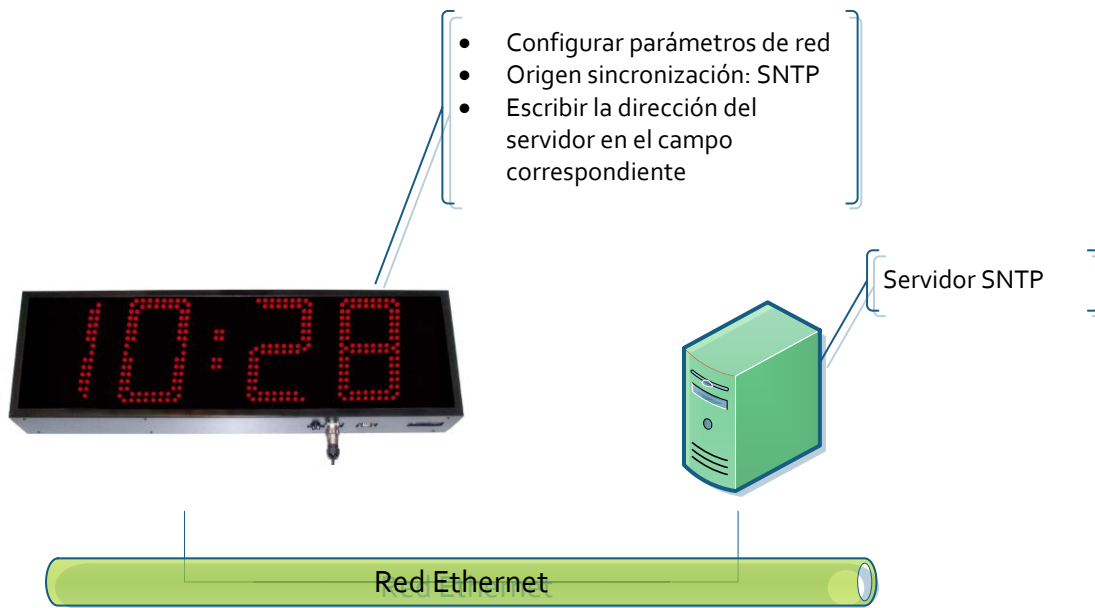 • Configurar parámetros de red
• Origen sincronización: SNTP
• Escribir la dirección del
servidor en el campo
correspondiente
Servidor SNTP
10:28
Red Ethernet